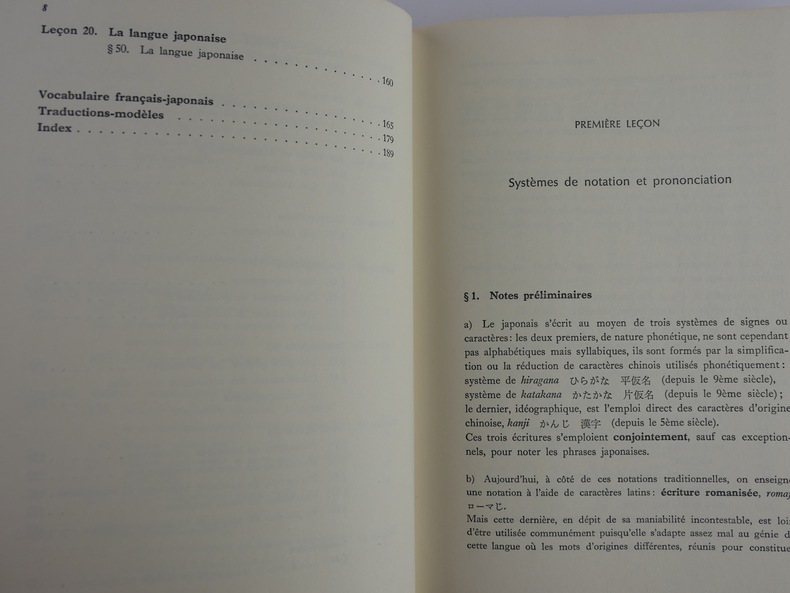 8
Leçon 20. La langue japonaise
§ 50. La langue japonaise . . . . . . . . . . . . 160
Vocabulaire français-japonais . . . . . . . . . . . . . 165
Traductions-modèles . . . . . . . . . . . . . . . . 179
Index . . . . . . . . . . . . . . . . . . . . . . . 189
PREMIÈRE LEÇON
Systèmes de notation et prononciation
§ 1. Notes préliminaires
a) Le japonais s'écrit au moyen de trois systèmes de signes ou
caractères : les deux premiers, de nature phonétique, ne sont cependant
pas alphabétiques mais syllabiques, ils sont formés par la simplifica-
tion ou la réduction de caractères chinois utilisés phonétiquement :
système de hiragana ひらがな 平仮名 (depuis le 9ème siècle),
système de katakana かたかな 片仮名 (depuis le 9ème siècle) ;
le dernier, idéographique, est l'emploi direct des caractères d'origine
chinoise, kanji かんじ 漢字 (depuis le 5ème siècle).
Ces trois écritures s'emploient conjointement, sauf cas exception-
nels, pour noter les phrases japonaises.
b) Aujourd'hui, à côté de ces notations traditionnelles, on enseigne
une notation à l'aide de caractères latins : écriture romanisée,
ローマじ.
Mais cette dernière, en dépit de sa maniabilité incontestable, est loi
d'être utilisée communément puisqu'elle s'adapte assez mal au génie d
cette langue où les mots d'origines différentes, réunis pour constitue